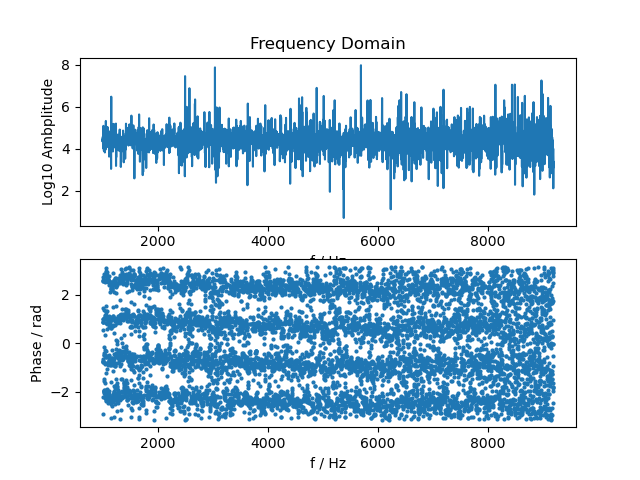 Frequency Domain
8
6
4
2
Log10 Ambplitude
2000 4000 6000 8000
f / Hz
2
0
−2
Phase / rad
2000 4000 6000 8000
f / Hz